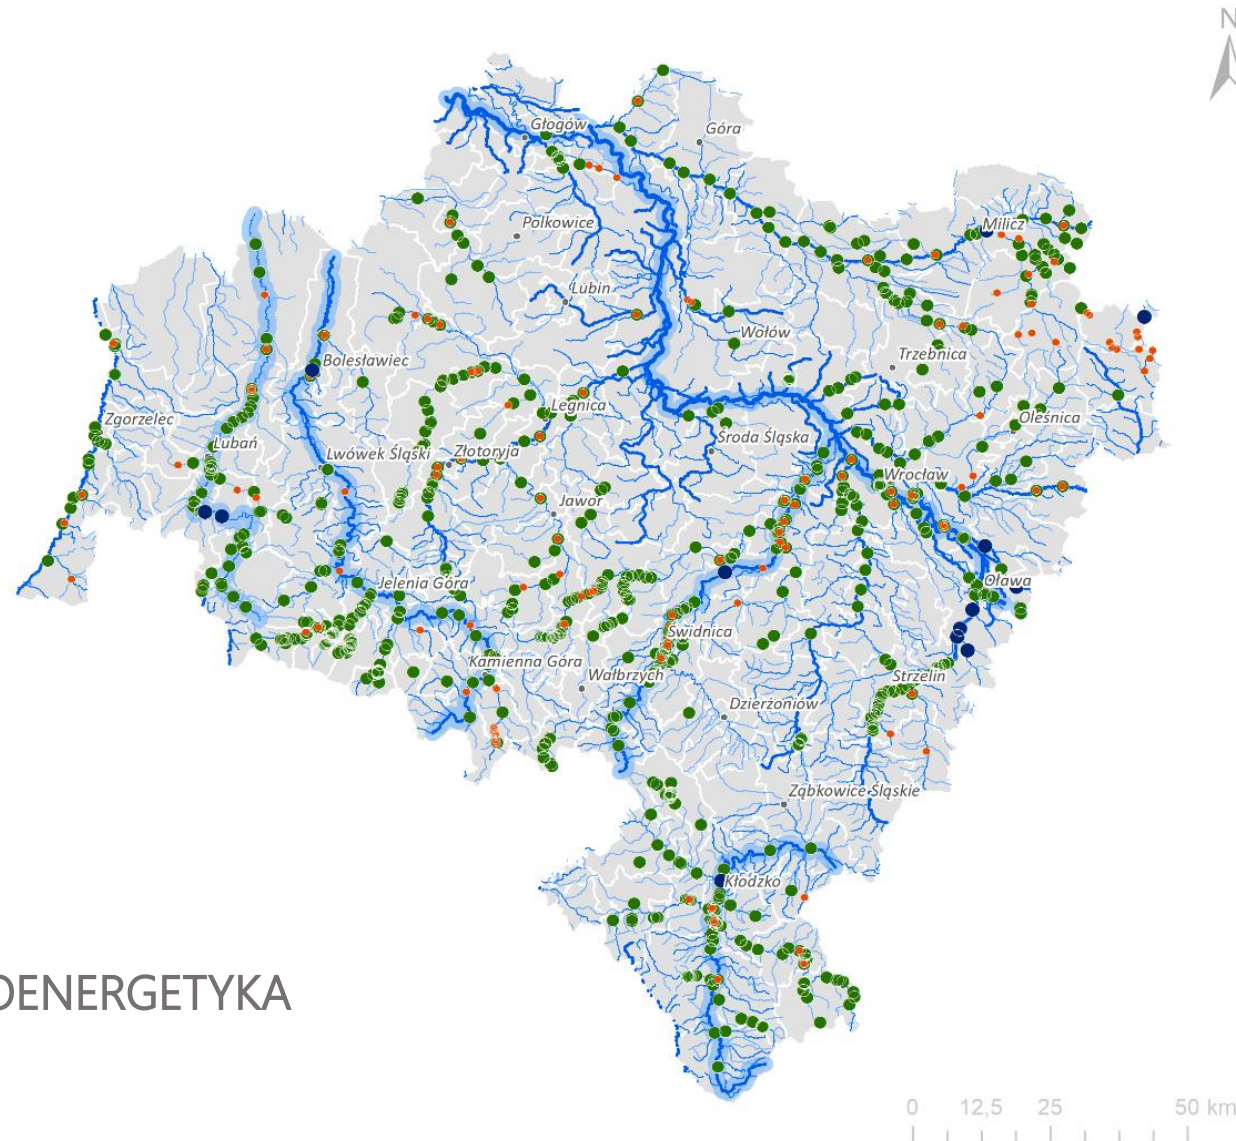 N
Głogów
Góra
Polkowice
Milicz
Lubin
Wołów
Trzebnica
Bolesławiec
Zgorzelec
Legnica
Oleśnica
Lubań
Lwówek Śląski
Złotoryja
Środa Śląska
Wrocław
Jawor
Jelenia Góra
Oława
Świdnica
Kamienna Góra
Wałbrzych
Strzelin
Dzierżoniów
Ząbkowice Śląskie
Kłodzko
OENERGETYKA
0 12,5 25 50 km